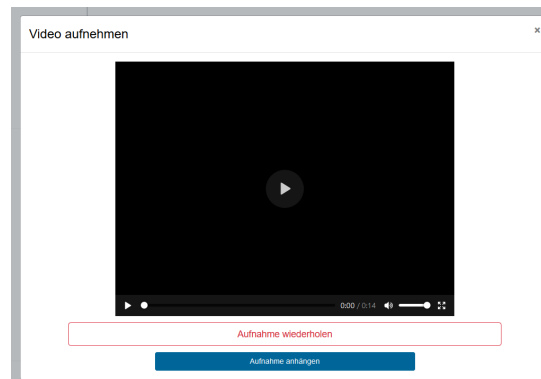 Video aufnehmen
×
0:00 / 0:14
Aufnahme wiederholen
Aufnahme anhängen